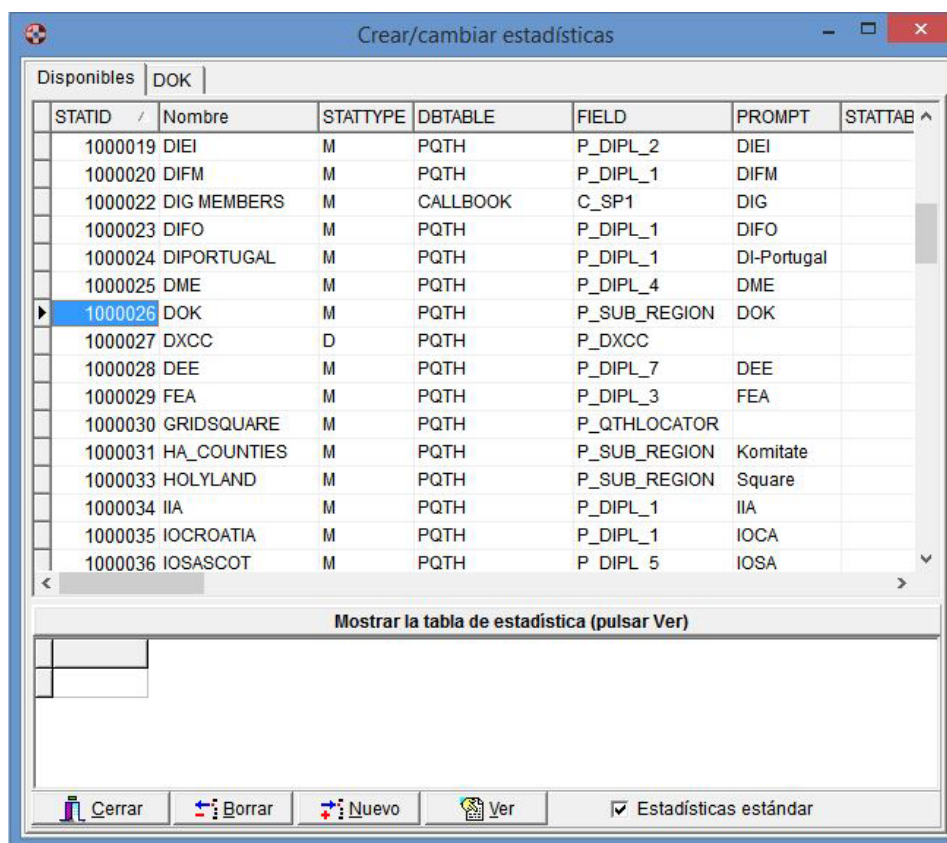 Crear/cambiar estadísticas
Disponibles DOK
STATID Nombre STATTYPE DBTABLE FIELD PROMPT STATTAB
1000019 DIEI M PQTH P_DIPL_2 DIEI
1000020 DIFM M PQTH P_DIPL_1 DIFM
1000022 DIG MEMBERS M CALLBOOK C_SP1 DIG
1000023 DIFO M PQTH P_DIPL_1 DIFO
1000024 DIPORTUGAL M PQTH P_DIPL_1 DI-Portugal
1000025 DME M PQTH P_DIPL_4 DME
1000026 DOK M PQTH P_SUB_REGION DOK
1000027 DXCC D PQTH P_DXCC
1000028 DEE M PQTH P_DIPL_7 DEE
1000029 FEA M PQTH P_DIPL_3 FEA
1000030 GRIDSQUARE M PQTH P_QTHLOCATOR
1000031 HA_COUNTIES M PQTH P_SUB_REGION Komitate
1000033 HOLYLAND M PQTH P_SUB_REGION Square
1000034 IIA M PQTH P_DIPL_1 IIA
1000035 IOCROATIA M PQTH P_DIPL_1 IOCA
1000036 IOSASCOT M PQTH P_DIPL_5 IOSA
Mostrar la tabla de estadística (pulsar Ver)
Cerrar Borrar Nuevo Ver Estadísticas estándar